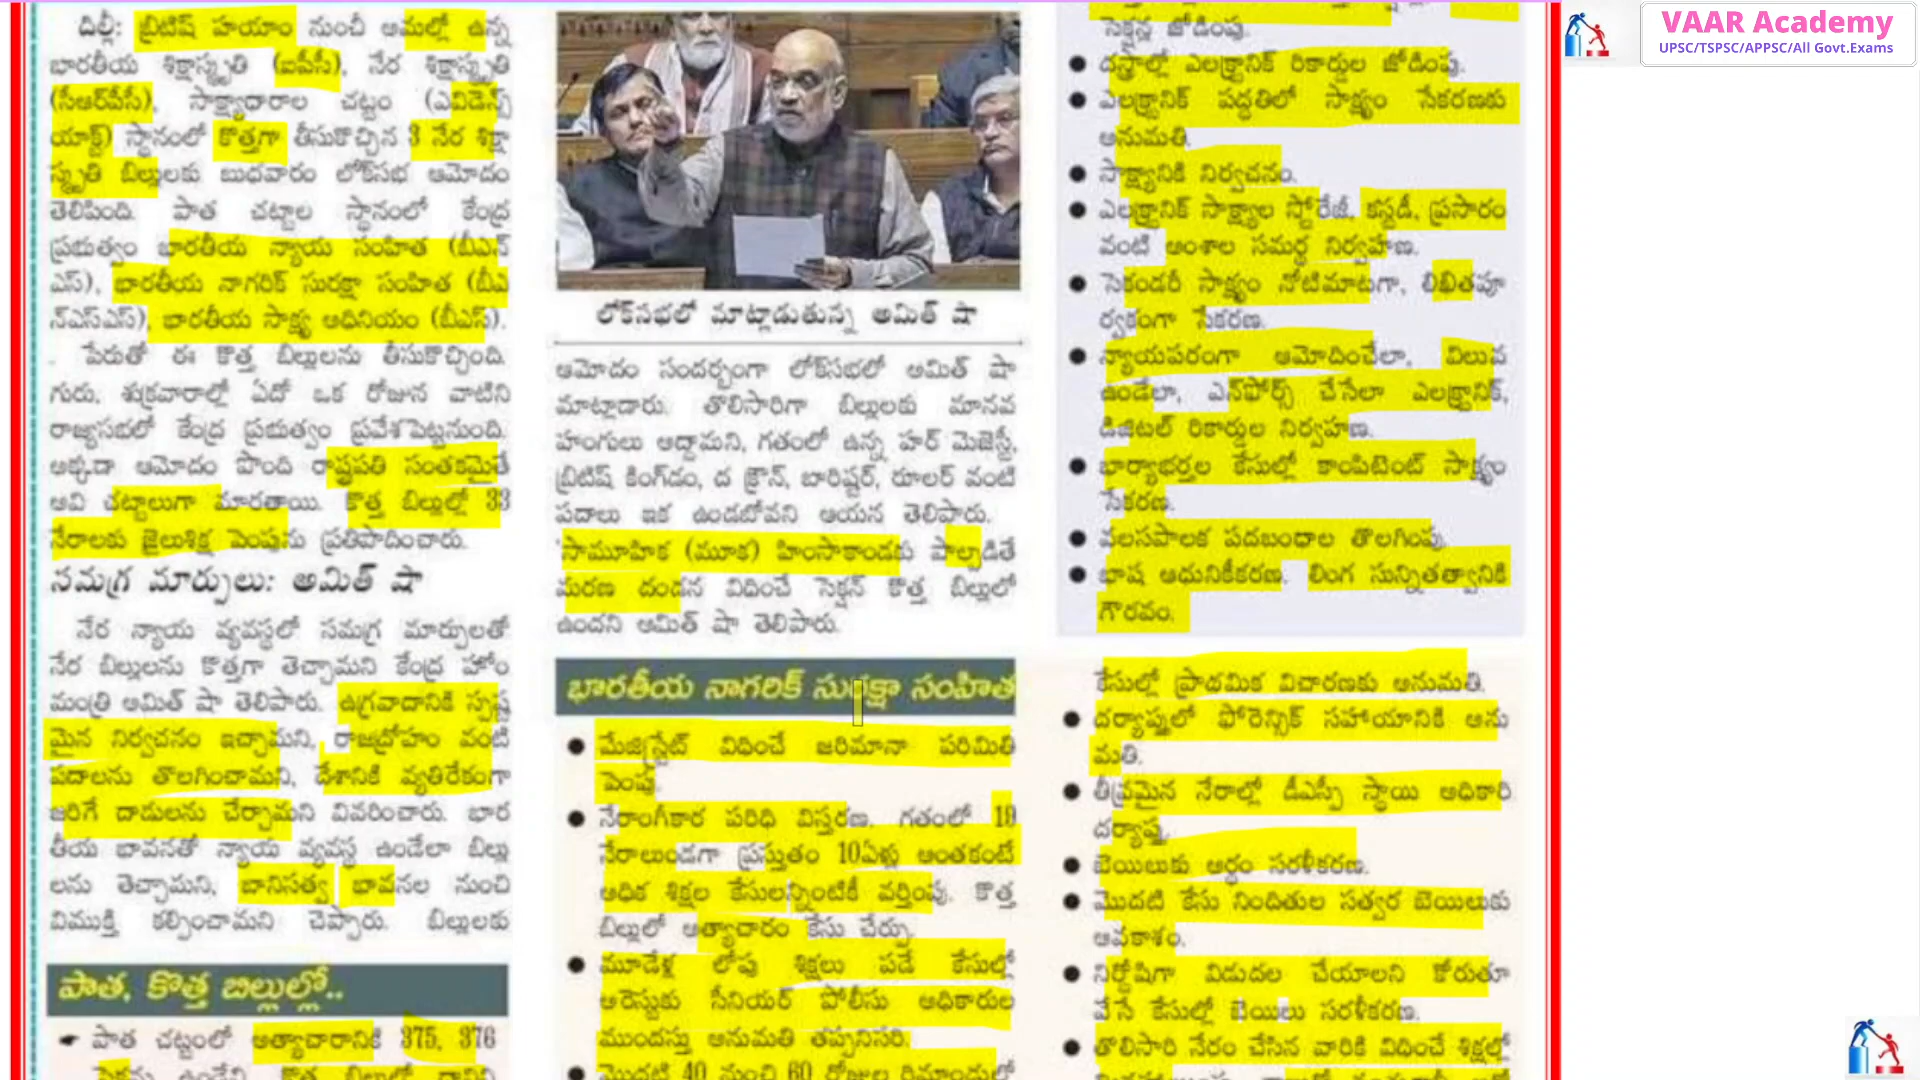 దిల్లీ: బ్రిటిష్ హయాం నుంచీ అమల్లో ఉన్న
భారతీయ శిక్షాస్మృతి (ఐపీసీ), నేర శిక్షాస్మృతి
(సీఆర్‌పీసీ), సాక్ష్యాధారాల చట్టం (ఎవిడెన్స్
యాక్ట్) స్థానంలో కొత్తగా తీసుకొచ్చిన 3 నేర శిక్షా
స్మృతి బిల్లులకు బుధవారం లోక్‌సభ ఆమోదం
తెలిపింది. పాత చట్టాల స్థానంలో కేంద్ర
ప్రభుత్వం భారతీయ న్యాయ సంహిత (బీఎన్
ఎస్), భారతీయ నాగరిక్ సురక్షా సంహిత (బీఎ
న్ఎస్ఎస్), భారతీయ సాక్ష్య అధినియం (బీఎస్).
పేరుతో ఈ కొత్త బిల్లులను తీసుకొచ్చింది.
గురు, శుక్రవారాల్లో ఏదో ఒక రోజున వాటిని
రాజ్యసభలో కేంద్ర ప్రభుత్వం ప్రవేశపెట్టనుంది.
అక్కడా ఆమోదం పొంది రాష్ట్రపతి సంతకమైతే
అవి చట్టాలుగా మారతాయి. కొత్త బిల్లుల్లో 33
నేరాలకు జైలుశిక్ష పెంపును ప్రతిపాదించారు.
సమగ్ర మార్పులు: అమిత్ షా
నేర న్యాయ వ్యవస్థలో సమగ్ర మార్పులతో
నేర బిల్లులను కొత్తగా తెచ్చామని కేంద్ర హోం
మంత్రి అమిత్ షా తెలిపారు. ఉగ్రవాదానికి స్పష్ట
మైన నిర్వచనం ఇచ్చామని, రాజద్రోహం వంటి
పదాలను తొలగించామని, దేశానికి వ్యతిరేకంగా
జరిగే దాడులను చేర్చామని వివరించారు. భార
తీయ భావనతో న్యాయ వ్యవస్థ ఉండేలా బిల్లు
లను తెచ్చామని, బానిసత్వ భావనల నుంచి
విముక్తి కల్పించామని చెప్పారు. బిల్లులకు
పాత, కొత్త బిల్లుల్లో..
పాత చట్టంలో అత్యాచారానికి 375, 376
లోక్‌సభలో మాట్లాడుతున్న అమిత్ షా
ఆమోదం సందర్భంగా లోక్‌సభలో అమిత్ షా
మాట్లాడారు. తొలిసారిగా బిల్లులకు మానవ
హంగులు అద్దామని, గతంలో ఉన్న హర్ మెజెస్టీ,
బ్రిటిష్ కింగ్‌డం, ద క్రౌన్, బారిష్టర్, రూలర్ వంటి
పదాలు ఇక ఉండబోవని ఆయన తెలిపారు.
'సామూహిక (మూక) హింసాకాండకు పాల్పడితే
మరణ దండన విధించే సెక్షన్ కొత్త బిల్లులో
ఉందని అమిత్ షా తెలిపారు.
భారతీయ నాగరిక్ సురక్షా సంహిత
● మేజిస్ట్రేట్ విధించే జరిమానా పరిమితి
పెంపు.
● నేరాంగీకార పరిధి విస్తరణ. గతంలో 19
నేరాలుండగా ప్రస్తుతం 10ఏళ్లు అంతకంటే
అధిక శిక్షల కేసులన్నింటికీ వర్తింపు. కొత్త
బిల్లులో అత్యాచారం కేసు చేర్పు.
● మూడేళ్ల లోపు శిక్షలు పడే కేసుల్లో
అరెస్టుకు సీనియర్ పోలీసు అధికారుల
ముందస్తు అనుమతి తప్పనిసరి.
● మొదటి 40 నుంచి 60 రోజుల రిమాండులో
సెక్షన్ల జోడింపు.
● దస్త్రాల్లో ఎలక్ట్రానిక్ రికార్డుల జోడింపు.
● ఎలక్ట్రానిక్ పద్ధతిలో సాక్ష్యం సేకరణకు
అనుమతి.
● సాక్ష్యానికి నిర్వచనం.
● ఎలక్ట్రానిక్ సాక్ష్యాల స్టోరేజీ, కస్టడీ, ప్రసారం
వంటి అంశాల సమర్థ నిర్వహణ.
● సెకండరీ సాక్ష్యం నోటిమాటగా, లిఖితపూ
ర్వకంగా సేకరణ.
● న్యాయపరంగా ఆమోదించేలా, విలువ
ఉండేలా, ఎన్‌ఫోర్స్ చేసేలా ఎలక్ట్రానిక్,
డిజిటల్ రికార్డుల నిర్వహణ.
● భార్యాభర్తల కేసుల్లో కాంపిటెంట్ సాక్ష్యం
సేకరణ.
● వలసపాలక పదబంధాల తొలగింపు.
● భాష ఆధునికీకరణ. లింగ సున్నితత్వానికి
గౌరవం.
కేసుల్లో ప్రాథమిక విచారణకు అనుమతి.
● దర్యాప్తులో ఫోరెన్సిక్ సహాయానికి అను
మతి.
● తీవ్రమైన నేరాల్లో డీఎస్పీ స్థాయి అధికారి
దర్యాప్తు.
● బెయిలుకు అర్థం సరళీకరణ.
● మొదటి కేసు నిందితుల సత్వర బెయిలుకు
అవకాశం.
● నిర్దోషిగా విడుదల చేయాలని కోరుతూ
వేసే కేసుల్లో బెయిలు సరళీకరణ.
● తొలిసారి నేరం చేసిన వారికి విధించే శిక్షల్లో
VAAR Academy
UPSC/TSPSC/APPSC/All Govt.Exams